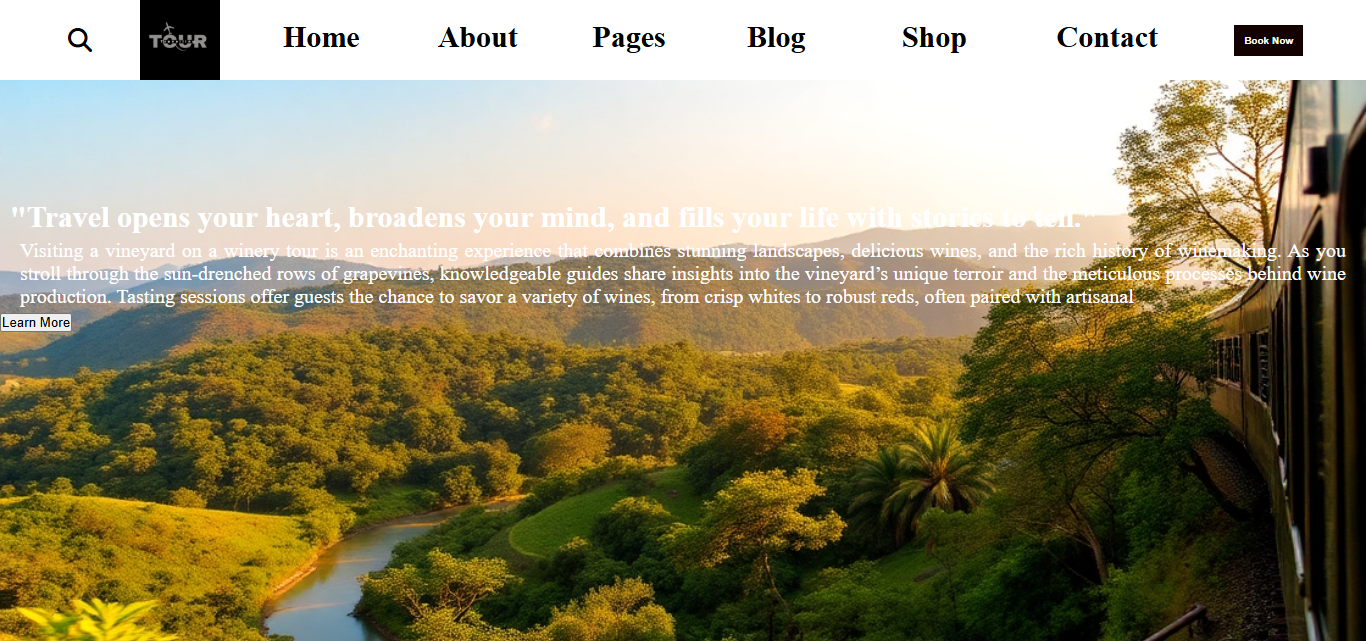 TOUR
Home
About
Pages
Blog
Shop
Contact
Book Now
"Travel opens your heart, broadens your mind, and fills your life with stories to tell."
Visiting a vineyard on a winery tour is an enchanting experience that combines stunning landscapes, delicious wines, and the rich history of winemaking. As you
stroll through the sun-drenched rows of grapevines, knowledgeable guides share insights into the vineyard’s unique terroir and the meticulous processes behind wine
production. Tasting sessions offer guests the chance to savor a variety of wines, from crisp whites to robust reds, often paired with artisanal
Learn More